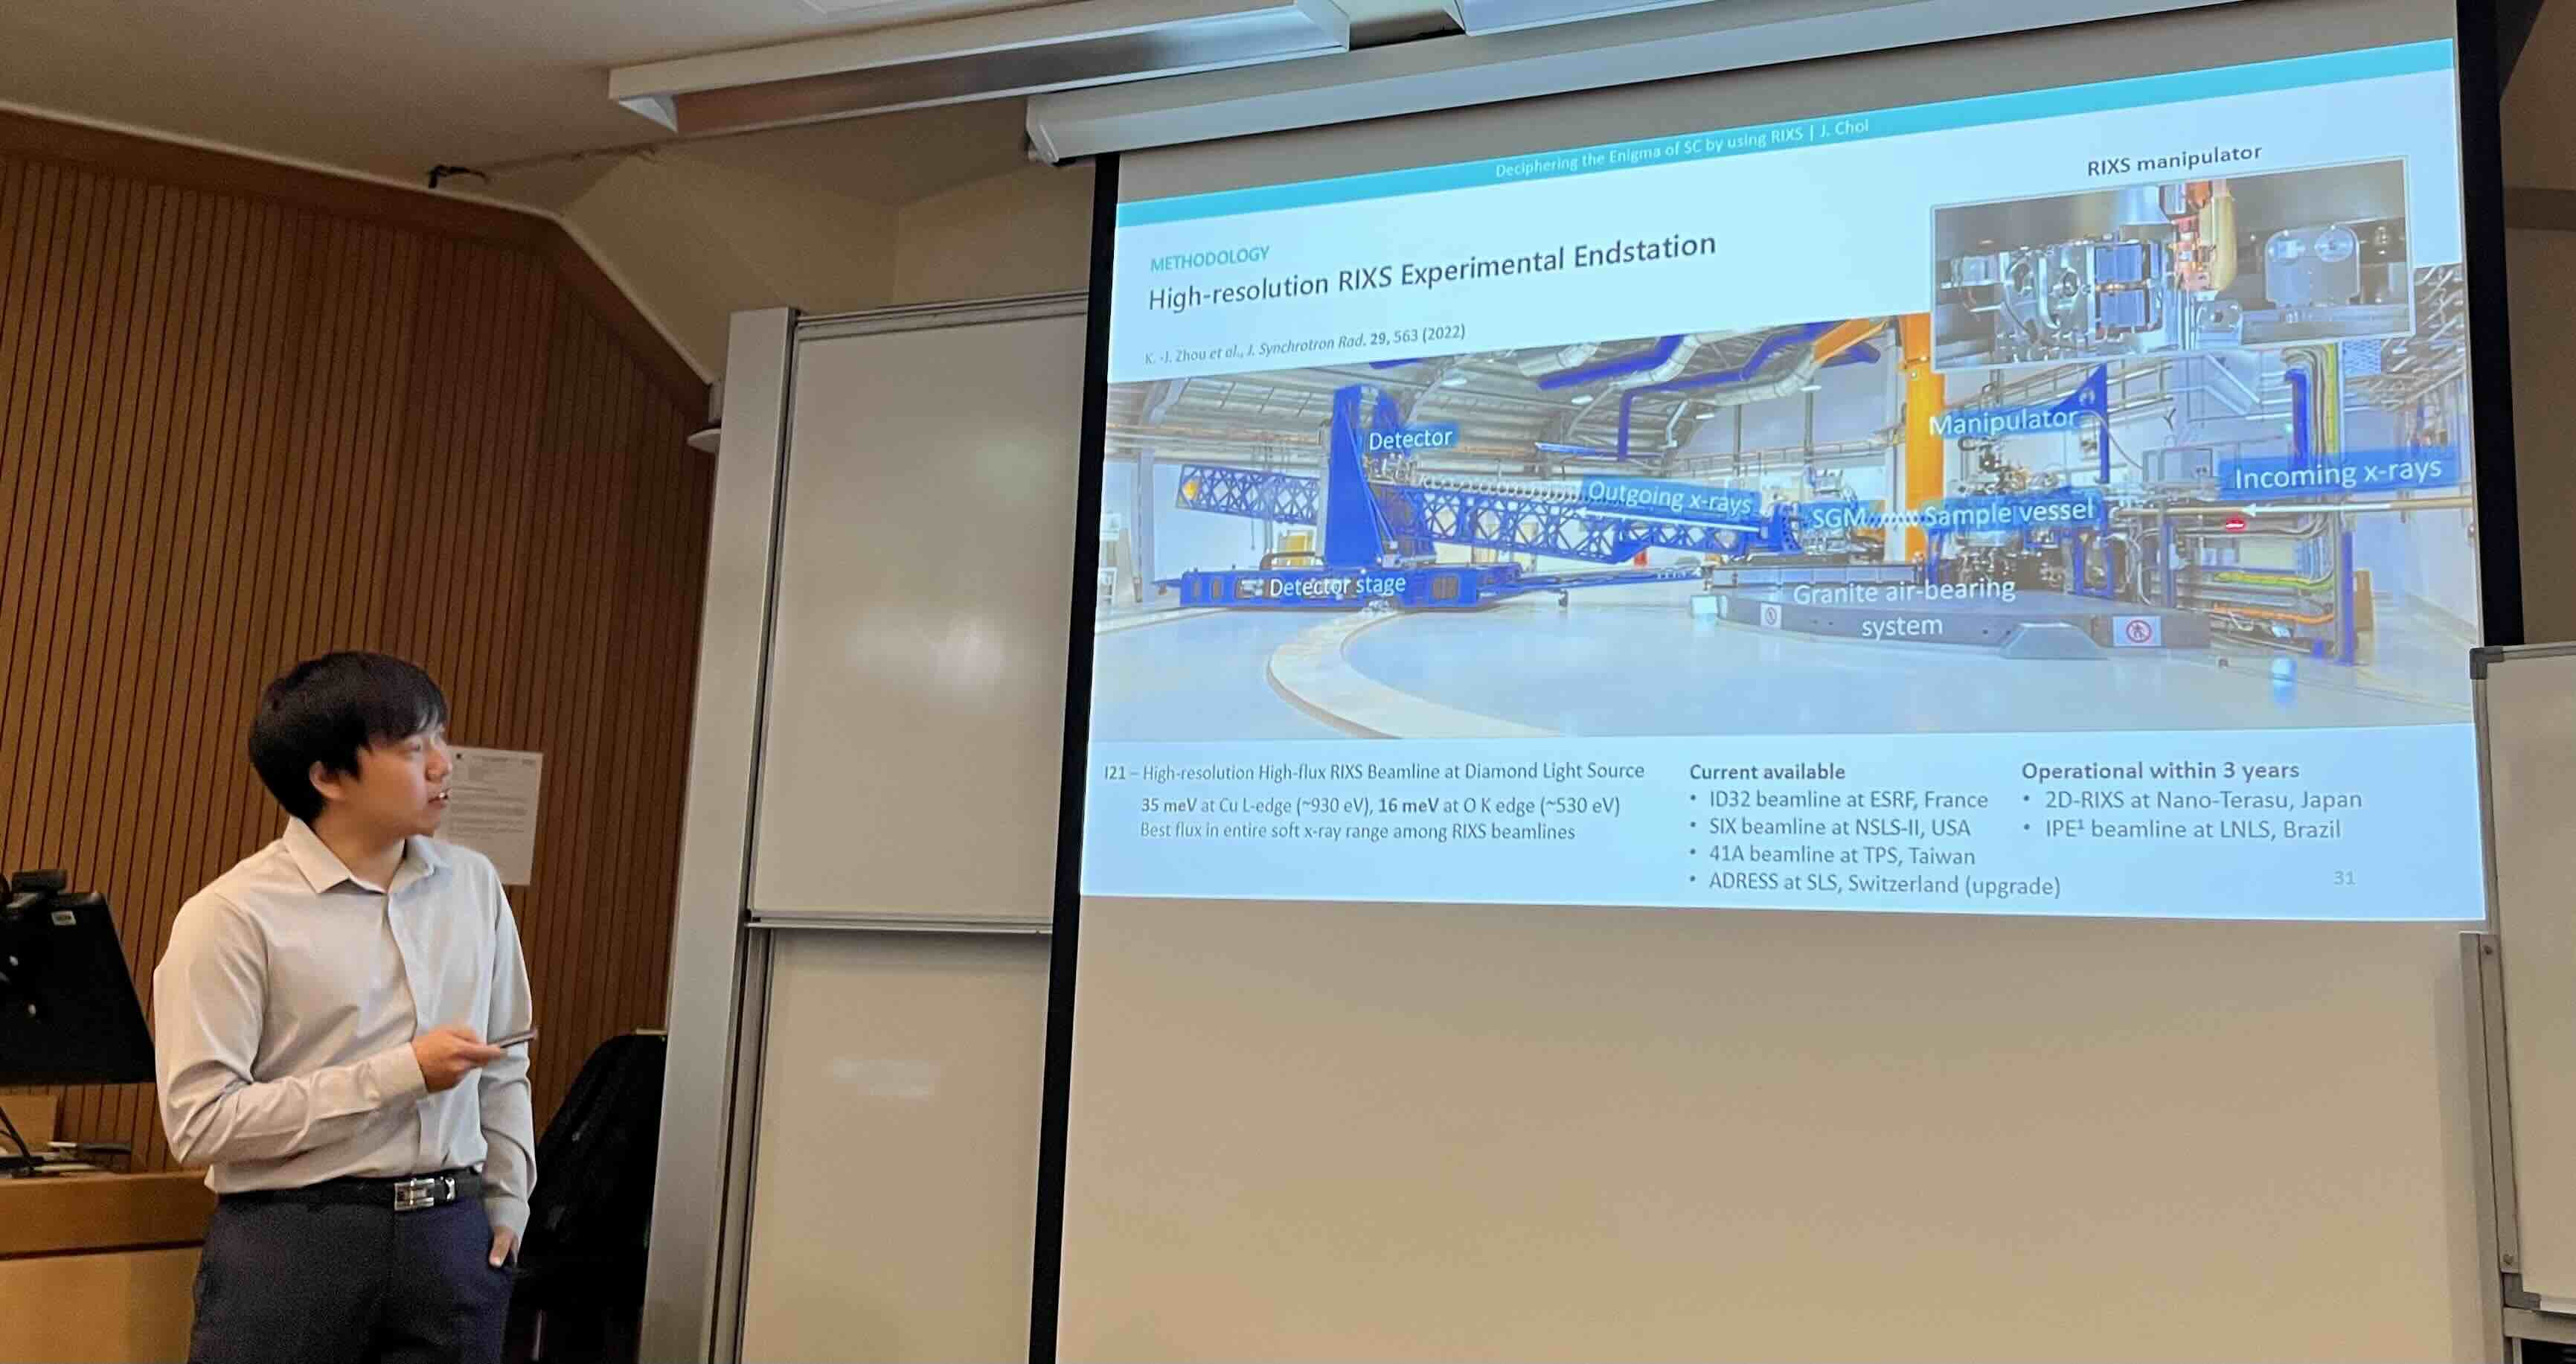 Deciphering the Enigma of SC by using RIXS | J. Choi
RIXS manipulator
METHODOLOGY
High-resolution RIXS Experimental Endstation
K. -J. Zhou et al., J. Synchrotron Rad. 29, 563 (2022)
Detector
Manipulator
Outgoing x-rays
SGM
Sample vessel
Incoming x-rays
Detector stage
Granite air-bearing
system
I21 – High-resolution High-flux RIXS Beamline at Diamond Light Source
35 meV at Cu L-edge (~930 eV), 16 meV at O K edge (~530 eV)
Best flux in entire soft x-ray range among RIXS beamlines
Current available
• ID32 beamline at ESRF, France
• SIX beamline at NSLS-II, USA
• 41A beamline at TPS, Taiwan
• ADRESS at SLS, Switzerland (upgrade)
Operational within 3 years
• 2D-RIXS at Nano-Terasu, Japan
• IPE¹ beamline at LNLS, Brazil
31